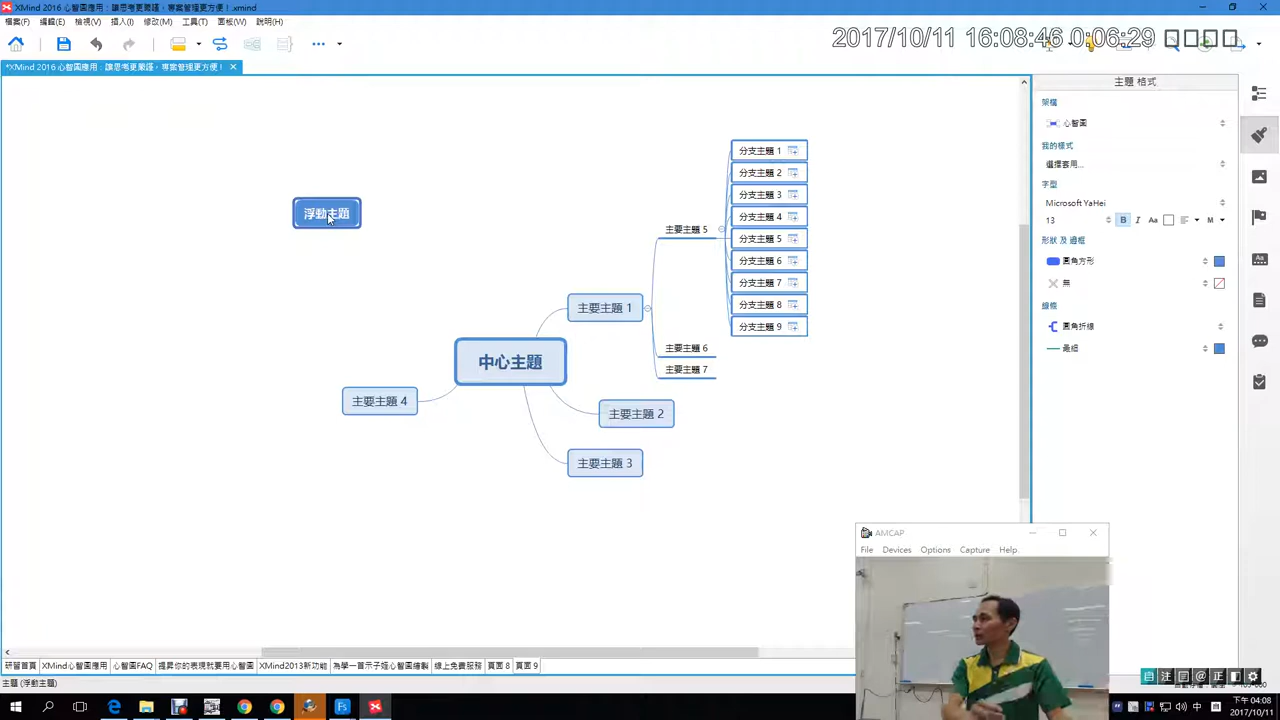 XMind 2016 心智圖應用：讓思考更周謹，專案管理更方便！.xmind
檔案(F) 編輯(E) 檢視(V) 插入(I) 修改(M) 工具(T) 面板(W) 說明(H)
2017/10/11 16:08:46 0:06:29
*XMind 2016 心智圖應用：讓思考更周謹，專案管理更方便！
主題 格式
架構
心智圖
我的樣式
選擇套用...
字型
Microsoft YaHei
13 B I Aa M
形狀 及 邊框
圓角方形
無
線條
圓角折線
最細
浮動主題
分支主題 1
分支主題 2
分支主題 3
分支主題 4
主要主題 5
分支主題 5
分支主題 6
分支主題 7
分支主題 8
分支主題 9
主要主題 1
主要主題 6
主要主題 7
中心主題
主要主題 4
主要主題 2
主要主題 3
AMCAP
File Devices Options Capture Help
研習首頁 XMind心智圖應用 心智圖FAQ 提昇你的表現就要用心智圖 XMind2013新功能 為學一首示子姪心智圖繪製 線上免費服務 頁面 8 頁面 9
主題 (浮動主題)
下午 04:08
2017/10/11